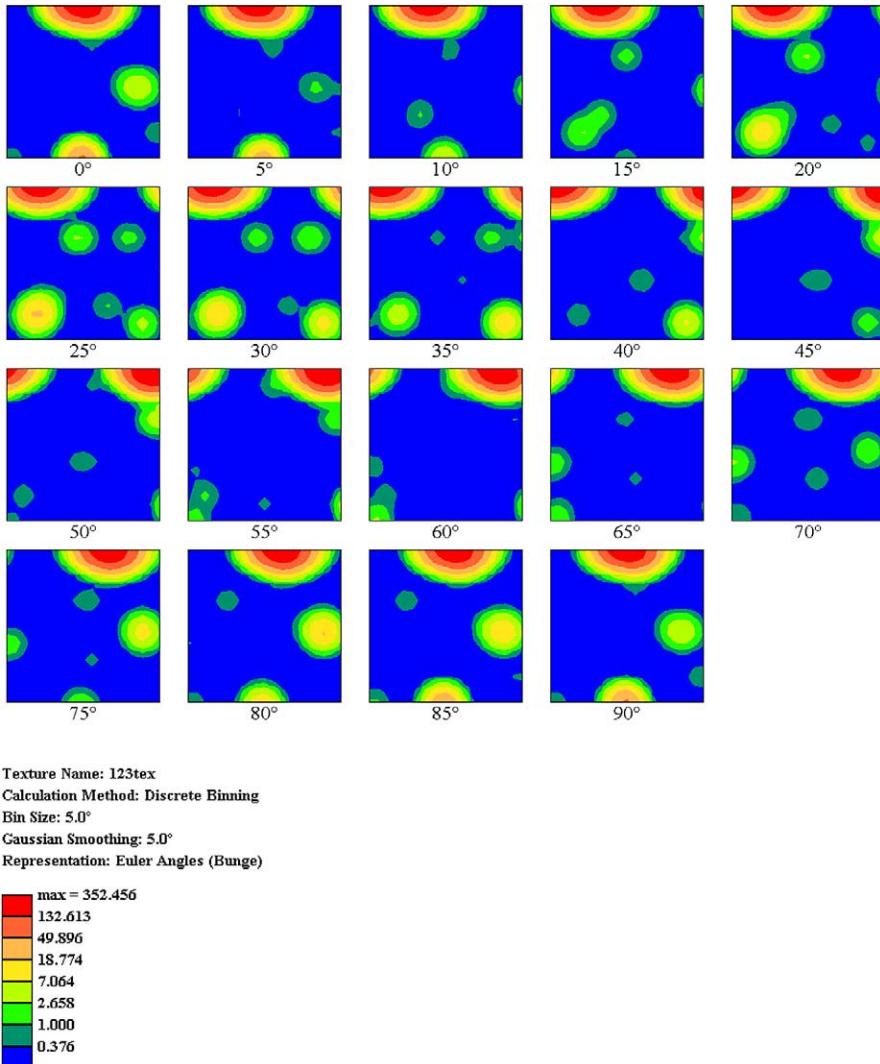 0° 5° 10° 15° 20°
25° 30° 35° 40° 45°
50° 55° 60° 65° 70°
75° 80° 85° 90°
Texture Name: 123tex
Calculation Method: Discrete Binning
Bin Size: 5.0°
Gaussian Smoothing: 5.0°
Representation: Euler Angles (Bunge)
max = 352.456
132.613
49.896
18.774
7.064
2.658
1.000
0.376